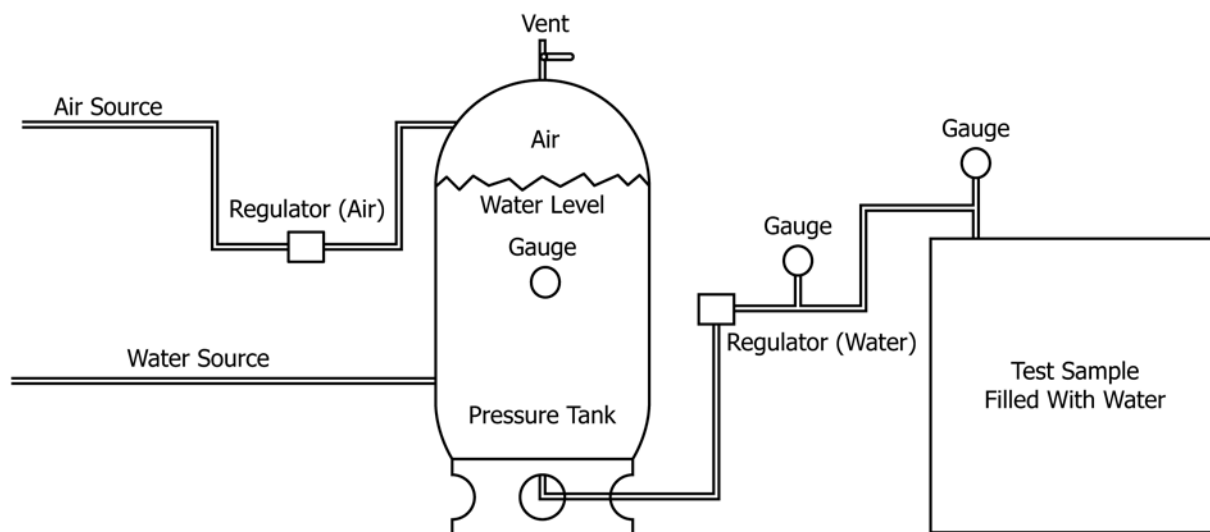 Vent
Air Source
Air
Gauge
Regulator (Air)
Water Level
Gauge
Gauge
Regulator (Water)
Water Source
Test Sample
Filled With Water
Pressure Tank